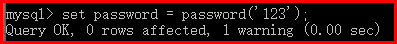 mysql> set password = password('123');
Query OK, 0 rows affected, 1 warning (0.00 sec)